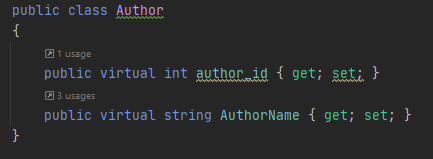 public class Author
{
1 usage
public virtual int author_id { get; set; }
3 usages
public virtual string AuthorName { get; set; }
}